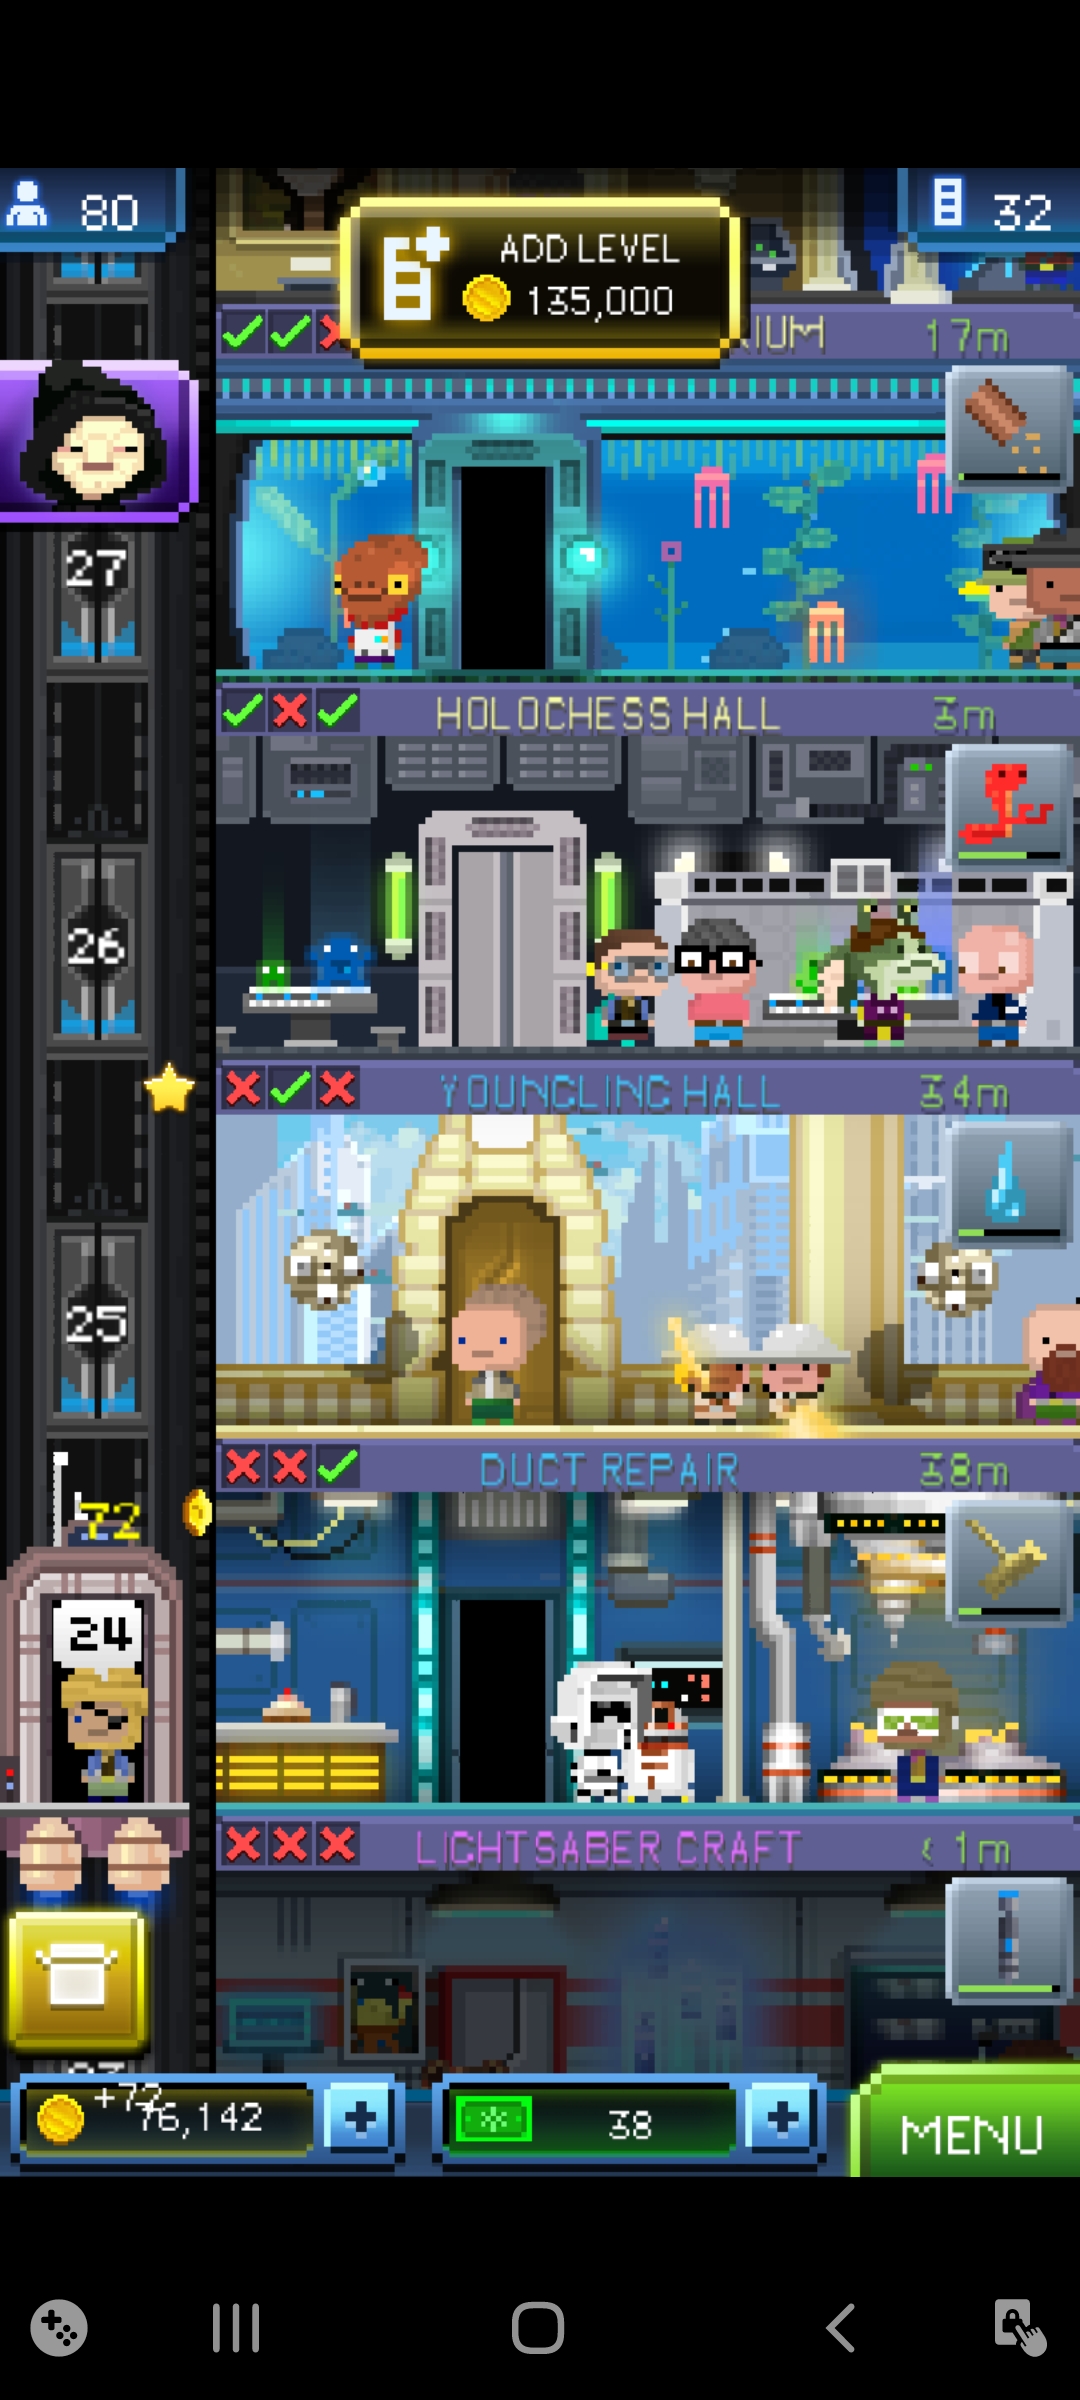 80
ADD LEVEL
135,000
32
17m
27
HOLOCHESS HALL
3m
26
YOUNGLING HALL
34m
25
DUCT REPAIR
38m
72
24
LIGHTSABER CRAFT
< 1m
+72
76,142
38
MENU